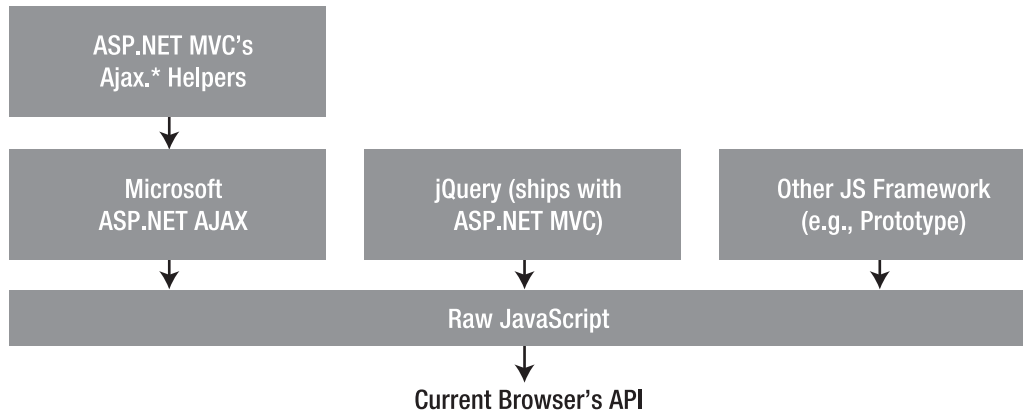 ASP.NET MVC's
Ajax.* Helpers
Microsoft
ASP.NET AJAX
jQuery (ships with
ASP.NET MVC)
Other JS Framework
(e.g., Prototype)
Raw JavaScript
Current Browser's API